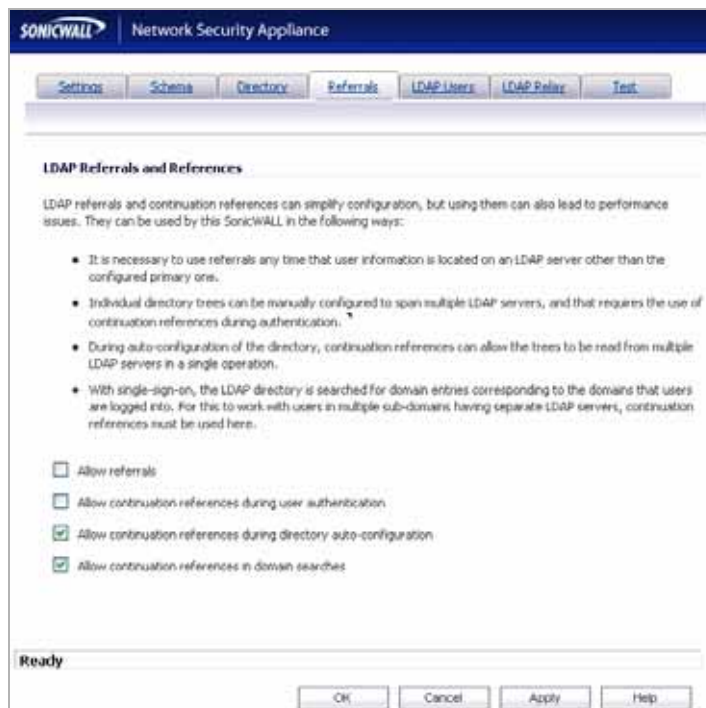 SONICWALL Network Security Appliance
Settings Schema Directory Referrals LDAP Users LDAP Relay Test
LDAP Referrals and References
LDAP referrals and continuation references can simplify configuration, but using them can also lead to performance
issues. They can be used by this SonicWALL in the following ways:
• It is necessary to use referrals any time that user information is located on an LDAP server other than the
configured primary one.
• Individual directory trees can be manually configured to span multiple LDAP servers, and that requires the use of
continuation references during authentication.
• During auto-configuration of the directory, continuation references can allow the trees to be read from multiple
LDAP servers in a single operation.
• With single-sign-on, the LDAP directory is searched for domain entries corresponding to the domains that users
are logged into. For this to work with users in multiple sub-domains having separate LDAP servers, continuation
references must be used here.
Allow referrals
Allow continuation references during user authentication
Allow continuation references during directory auto-configuration
Allow continuation references in domain searches
Ready
OK Cancel Apply Help